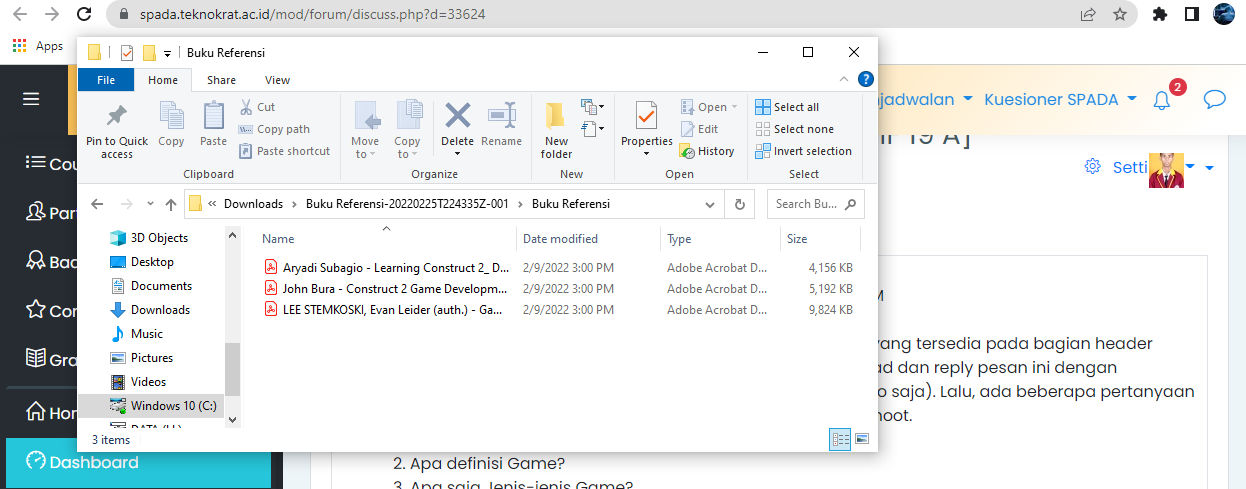 spada.teknokrat.ac.id/mod/forum/discuss.php?d=33624
Apps
Buku Referensi
File Home Share View
Pin to Quick access
Copy
Paste
Cut
Copy path
Paste shortcut
Clipboard
Move to
Copy to
Delete
Rename
Organize
New folder
New
Properties
Open
Edit
History
Open
Select all
Select none
Invert selection
Select
jadwalan Kuesioner SPADA 2
19 A]
Setti
« Downloads › Buku Referensi-20220225T224335Z-001 › Buku Referensi
Search Bu...
Name Date modified Type Size
Aryadi Subagio - Learning Construct 2_ D... 2/9/2022 3:00 PM Adobe Acrobat D... 4,156 KB
John Bura - Construct 2 Game Developm... 2/9/2022 3:00 PM Adobe Acrobat D... 5,192 KB
LEE STEMKOSKI, Evan Leider (auth.) - Ga... 2/9/2022 3:00 PM Adobe Acrobat D... 9,824 KB
3D Objects
Desktop
Documents
Downloads
Music
Pictures
Videos
Windows 10 (C:)
3 items
Cou
Part
Bad
Con
Gra
Hon
Dashboard
M
yang tersedia pada bagian header
ad dan reply pesan ini dengan
o saja). Lalu, ada beberapa pertanyaan
hoot.
2. Apa definisi Game?
3. Apa saja Jenis-jenis Game?